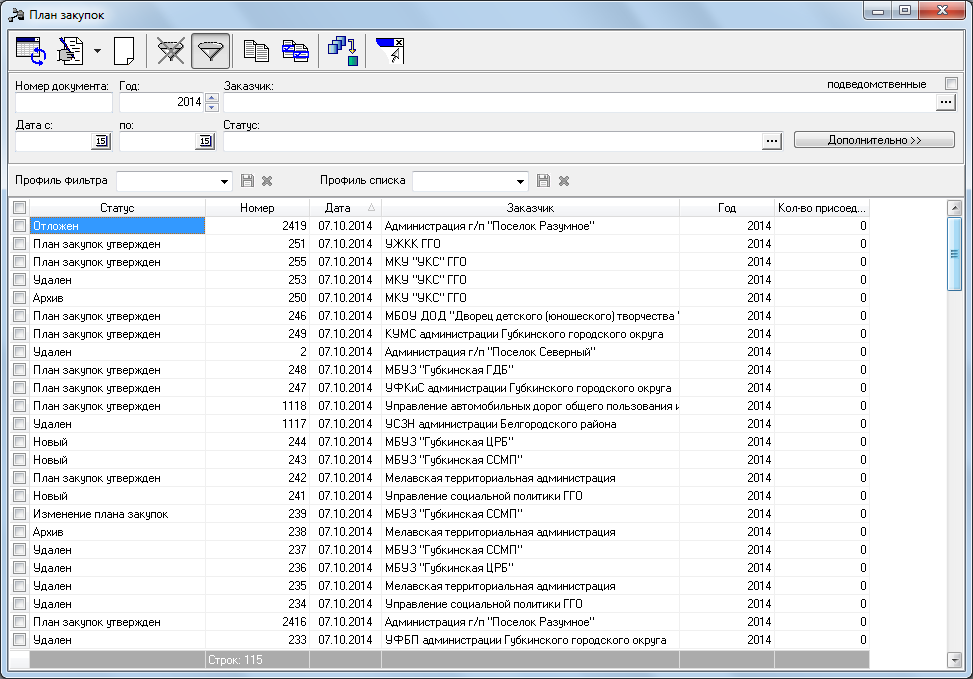 План закупок
Номер документа: Год: Заказчик: подведомственные
2014 ...
Дата с: по: Статус:
15 15 ... Дополнительно >>
Профиль фильтра Профиль списка
Статус Номер Дата Заказчик Год Кол-во присоед...
Отложен 2419 07.10.2014 Администрация г/п "Поселок Разумное" 2014 0
План закупок утвержден 251 07.10.2014 УЖКК ГГО 2014 0
План закупок утвержден 255 07.10.2014 МКУ "УКС" ГГО 2014 0
Удален 253 07.10.2014 МКУ "УКС" ГГО 2014 0
Архив 250 07.10.2014 МКУ "УКС" ГГО 2014 0
План закупок утвержден 246 07.10.2014 МБОУ ДОД "Дворец детского (юношеского) творчества " 2014 0
План закупок утвержден 249 07.10.2014 КУМС администрации Губкинского городского округа 2014 0
Удален 2 07.10.2014 Администрация г/п "Поселок Северный" 2014 0
План закупок утвержден 248 07.10.2014 МБУЗ "Губкинская ГДБ" 2014 0
План закупок утвержден 247 07.10.2014 УФКиС администрации Губкинского городского округа 2014 0
План закупок утвержден 1118 07.10.2014 Управление автомобильных дорог общего пользования и 2014 0
Удален 1117 07.10.2014 УСЗН администрации Белгородского района 2014 0
Новый 244 07.10.2014 МБУЗ "Губкинская ЦРБ" 2014 0
Новый 243 07.10.2014 МБУЗ "Губкинская ССМП" 2014 0
План закупок утвержден 242 07.10.2014 Мелавская территориальная администрация 2014 0
Новый 241 07.10.2014 Управление социальной политики ГГО 2014 0
Изменение плана закупок 239 07.10.2014 МБУЗ "Губкинская ССМП" 2014 0
Архив 238 07.10.2014 Мелавская территориальная администрация 2014 0
Удален 237 07.10.2014 МБУЗ "Губкинская ССМП" 2014 0
Удален 236 07.10.2014 МБУЗ "Губкинская ЦРБ" 2014 0
Удален 235 07.10.2014 Мелавская территориальная администрация 2014 0
Удален 234 07.10.2014 Управление социальной политики ГГО 2014 0
План закупок утвержден 2416 07.10.2014 Администрация г/п "Поселок Разумное" 2014 0
Удален 233 07.10.2014 УФБП администрации Губкинского городского округа 2014 0
Строк: 115